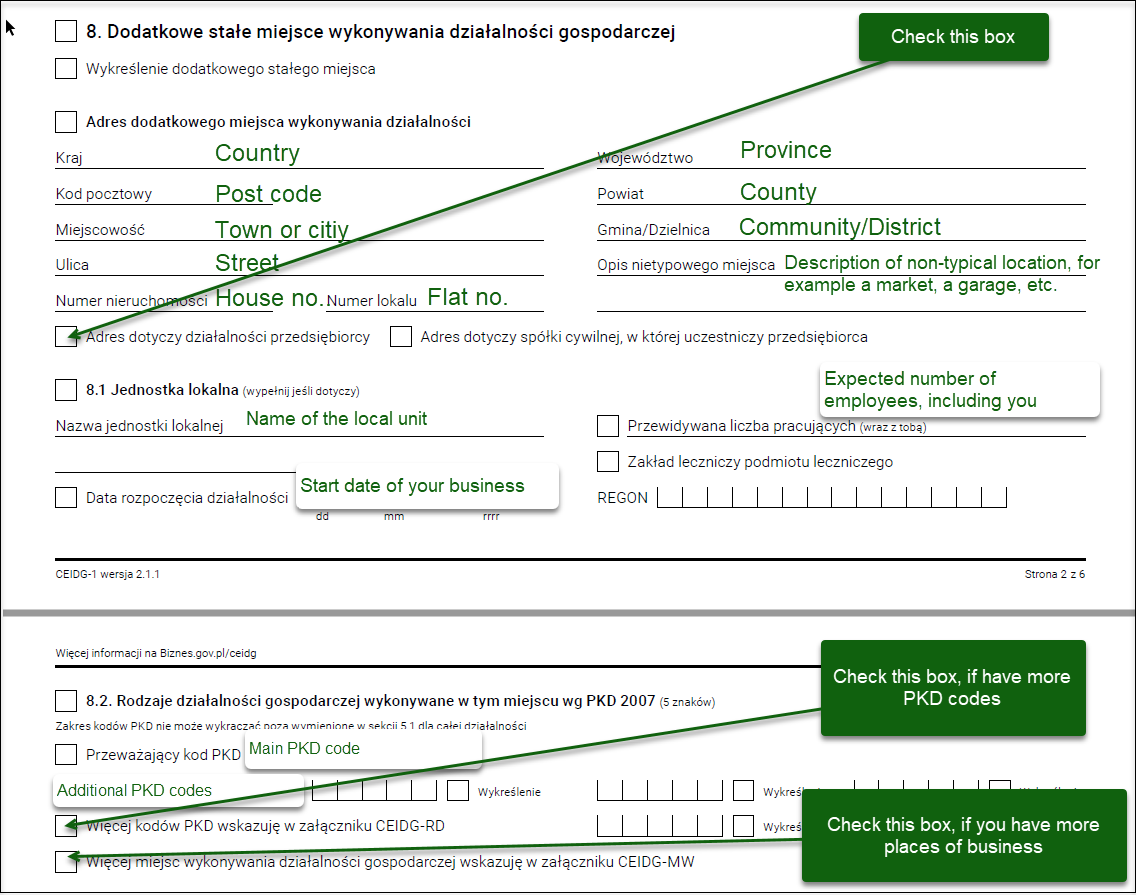 8. Dodatkowe stałe miejsce wykonywania działalności gospodarczej
Check this box
Wykreślenie dodatkowego stałego miejsca
Adres dodatkowego miejsca wykonywania działalności
Kraj Country
Województwo Province
Kod pocztowy Post code
Powiat County
Miejscowość Town or citiy
Gmina/Dzielnica Community/District
Ulica Street
Opis nietypowego miejsca Description of non-typical location, for
example a market, a garage, etc.
Numer nieruchomości House no. Numer lokalu Flat no.
Adres dotyczy działalności przedsiębiorcy
Adres dotyczy spółki cywilnej, w której uczestniczy przedsiębiorca
8.1 Jednostka lokalna (wypełnij jeśli dotyczy)
Expected number of
employees, including you
Nazwa jednostki lokalnej Name of the local unit
Przewidywana liczba pracujących (wraz z tobą)
Zakład leczniczy podmiotu leczniczego
Data rozpoczęcia działalności Start date of your business
REGON
dd mm rrrr
CEIDG-1 wersja 2.1.1
Strona 2 z 6
Więcej informacji na Biznes.gov.pl/ceidg
Check this box, if have more
PKD codes
8.2. Rodzaje działalności gospodarczej wykonywane w tym miejscu wg PKD 2007 (5 znaków)
Zakres kodów PKD nie może wykraczać poza wymienione w sekcji 5.1 dla całej działalności
Przeważający kod PKD Main PKD code
Additional PKD codes
Wykreślenie
Więcej kodów PKD wskazuję w załączniku CEIDG-RD
Check this box, if you have more
places of business
Więcej miejsc wykonywania działalności gospodarczej wskazuję w załączniku CEIDG-MW